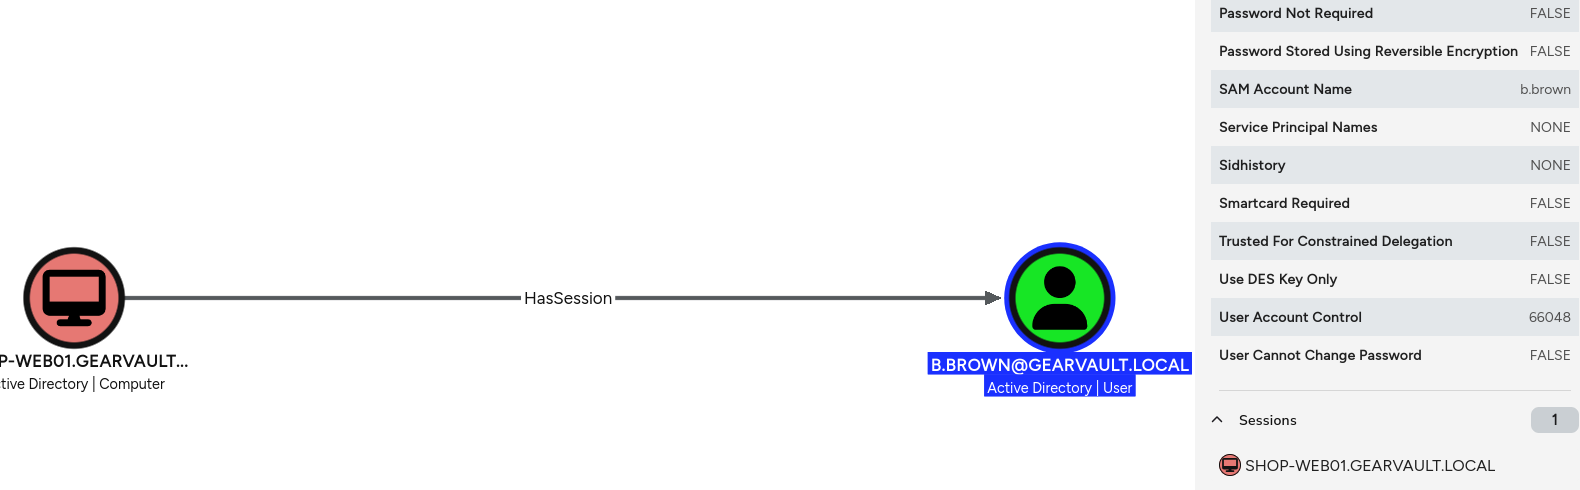 Password Not Required FALSE
Password Stored Using Reversible Encryption FALSE
SAM Account Name b.brown
Service Principal Names NONE
Sidhistory NONE
Smartcard Required FALSE
Trusted For Constrained Delegation FALSE
Use DES Key Only FALSE
User Account Control 66048
User Cannot Change Password FALSE
Sessions 1
SHOP-WEB01.GEARVAULT.LOCAL
HasSession
P-WEB01.GEARVAULT...
tive Directory | Computer
B.BROWN@GEARVAULT.LOCAL
Active Directory | User